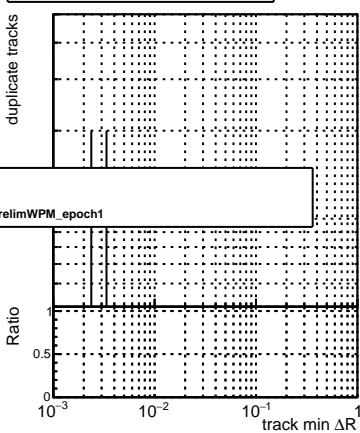 duplicate tracks
relimWPM_epoch1
Ratio
1
0.5
0
10⁻³
10⁻²
10⁻¹
1
track min ΔR